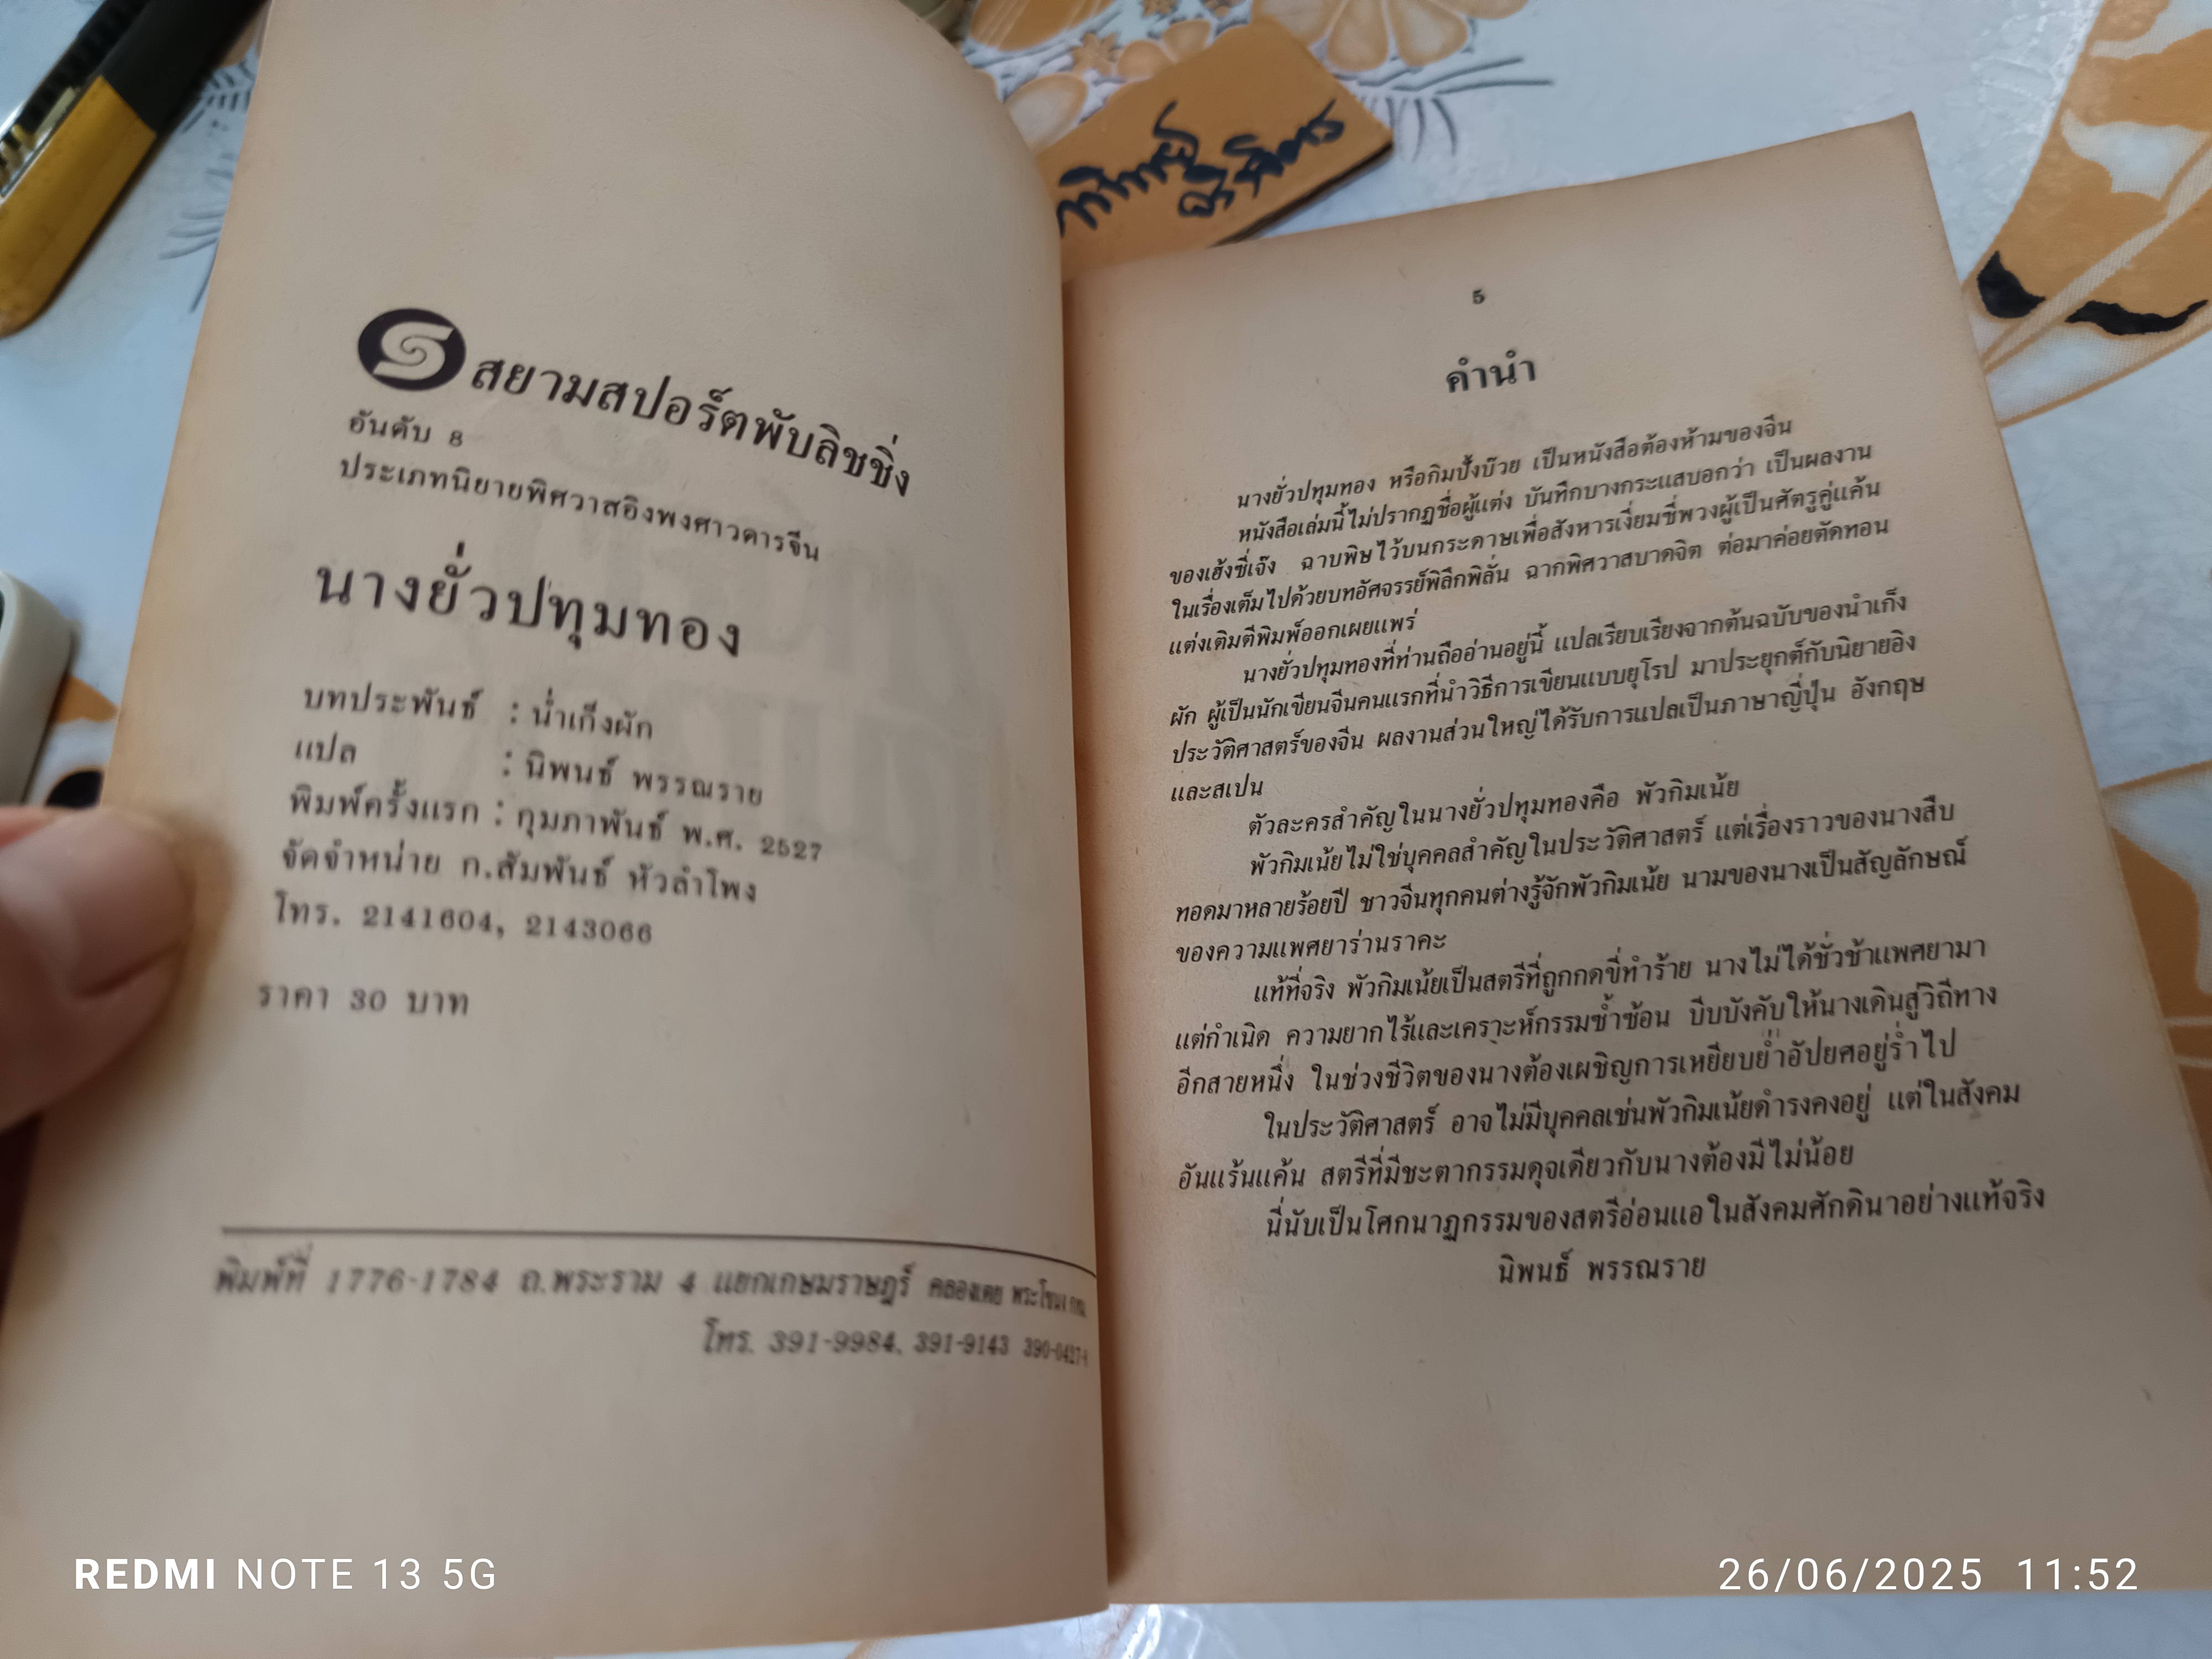 สยามสปอร์ตพับลิชชิ่ง
อันดับ 8
ประเภทนิยายพิศวาสอิงพงศาวดารจีน
นางยั่วปทุมทอง
บทประพันธ์ : น่ำเก็งผัก
แปล : นิพนธ์ พรรณราย
พิมพ์ครั้งแรก : กุมภาพันธ์ พ.ศ. 2527
จัดจำหน่าย ก.สัมพันธ์ หัวลำโพง
โทร. 2141604, 2143066
ราคา 30 บาท
พิมพ์ที่ 1776-1784 ถ.พระราม 4 แยกเกษมราษฎร์ คลองเตย พระโขนง กทม.
โทร. 391-9984, 391-9143 390-0427-
5
คำนำ
นางยั่วปทุมทอง หรือกิมปั้งบ๊วย เป็นหนังสือต้องห้ามของจีน
หนังสือเล่มนี้ไม่ปรากฏชื่อผู้แต่ง บันทึกบางกระแสบอกว่า เป็นผลงาน
ของเฮ้งซี่เจ๊ง ฉาบพิษไว้บนกระดาษเพื่อสังหารเงี่ยมซี่พวงผู้เป็นศัตรูคู่แค้น
ในเรื่องเต็มไปด้วยบทอัศจรรย์พิลึกพิลั่น ฉากพิศวาสบาดจิต ต่อมาค่อยตัดทอน
แต่งเติมตีพิมพ์ออกเผยแพร่
นางยั่วปทุมทองที่ท่านถืออ่านอยู่นี้ แปลเรียบเรียงจากต้นฉบับของน่ำเก็ง
ผัก ผู้เป็นนักเขียนจีนคนแรกที่นำวิธีการเขียนแบบยุโรป มาประยุกต์กับนิยายอิง
ประวัติศาสตร์ของจีน ผลงานส่วนใหญ่ได้รับการแปลเป็นภาษาญี่ปุ่น อังกฤษ
และสเปน
ตัวละครสำคัญในนางยั่วปทุมทองคือ พัวกิมเน้ย
พัวกิมเน้ยไม่ใช่บุคคลสำคัญในประวัติศาสตร์ แต่เรื่องราวของนางสืบ
ทอดมาหลายร้อยปี ชาวจีนทุกคนต่างรู้จักพัวกิมเน้ย นามของนางเป็นสัญลักษณ์
ของความแพศยาร่านราคะ
แท้ที่จริง พัวกิมเน้ยเป็นสตรีที่ถูกกดขี่ทำร้าย นางไม่ได้ชั่วช้าแพศยามา
แต่กำเนิด ความยากไร้และเคราะห์กรรมซ้ำซ้อน บีบบังคับให้นางเดินสู่วิถีทาง
อีกสายหนึ่ง ในช่วงชีวิตของนางต้องเผชิญการเหยียบย่ำอัปยศอยู่ร่ำไป
ในประวัติศาสตร์ อาจไม่มีบุคคลเช่นพัวกิมเน้ยดำรงคงอยู่ แต่ในสังคม
อันแร้นแค้น สตรีที่มีชะตากรรมดุจเดียวกับนางต้องมีไม่น้อย
นี่นับเป็นโศกนาฏกรรมของสตรีอ่อนแอในสังคมศักดินาอย่างแท้จริง
นิพนธ์ พรรณราย
REDMI NOTE 13 5G
26/06/2025 11:52